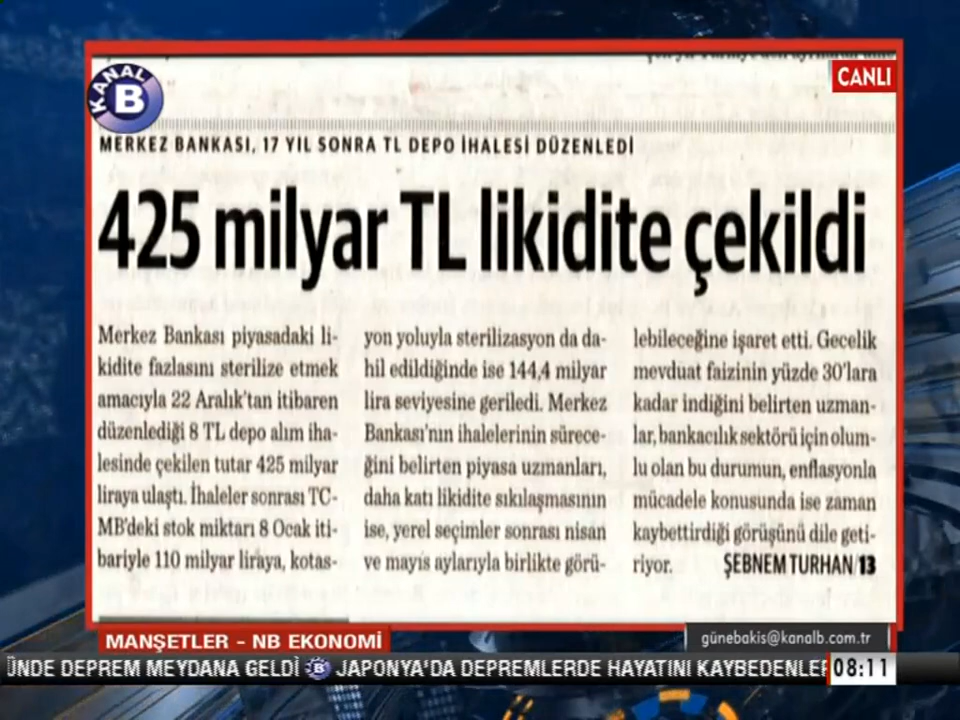 KANAL B
CANLI
MERKEZ BANKASI, 17 YIL SONRA TL DEPO İHALESİ DÜZENLEDİ
425 milyar TL likidite çekildi
Merkez Bankası piyasadaki li-
kidite fazlasını sterilize etmek
amacıyla 22 Aralık'tan itibaren
düzenlediği 8 TL depo alım iha-
lesinde çekilen tutar 425 milyar
liraya ulaştı. İhaleler sonrası TC-
MB'deki stok miktarı 8 Ocak iti-
bariyle 110 milyar liraya, kotas-
yon yoluyla sterilizasyon da da-
hil edildiğinde ise 144,4 milyar
lira seviyesine geriledi. Merkez
Bankası'nın ihalelerinin sürece-
ğini belirten piyasa uzmanları,
daha katı likidite sıkılaşmasının
ise, yerel seçimler sonrası nisan
ve mayıs aylarıyla birlikte görü-
lebileceğine işaret etti. Gecelik
mevduat faizinin yüzde 30'lara
kadar indiğini belirten uzman-
lar, bankacılık sektörü için olum-
lu olan bu durumun, enflasyonla
mücadele konusunda ise zaman
kaybettirdiği görüşünü dile geti-
riyor. ŞEBNEM TURHAN/13
MANŞETLER - NB EKONOMİ
günebakis@kanalb.com.tr
ÜNDE DEPREM MEYDANA GELDİ B JAPONYA'DA DEPREMLERDE HAYATINI KAYBEDENLER
08:11